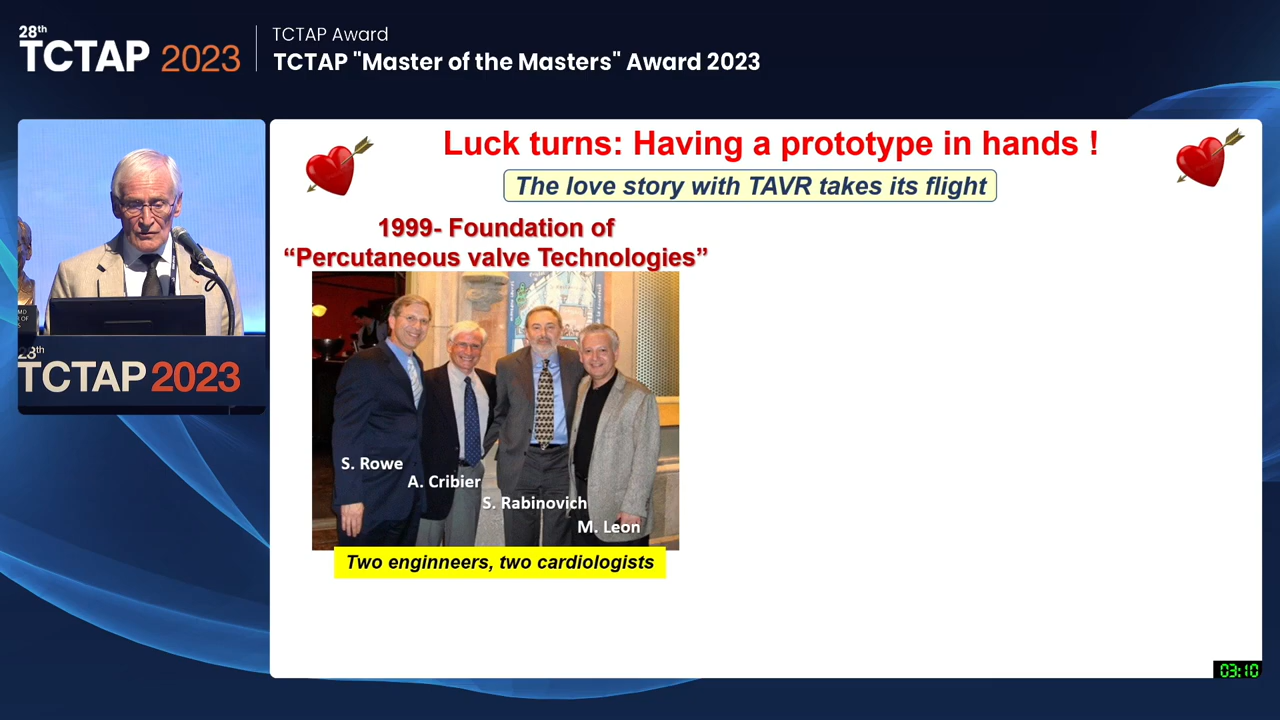 28th
TCTAP 2023
TCTAP Award
TCTAP "Master of the Masters" Award 2023
Luck turns: Having a prototype in hands !
The love story with TAVR takes its flight
1999- Foundation of
“Percutaneous valve Technologies”
S. Rowe
A. Cribier
S. Rabinovich
M. Leon
Two enginneers, two cardiologists
28th
TCTAP 2023
03:10